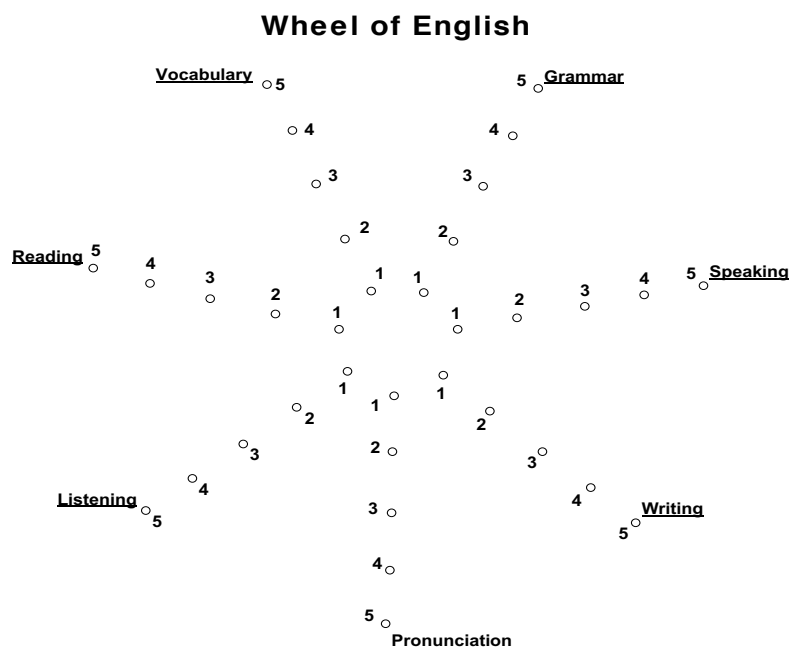 Wheel of English
Vocabulary 5 5 Grammar
4 4
3 3
2 2
Reading 5 4 3 2 1 1 1 1 2 3 4 5 Speaking
1 1 1
2 2 2
3 3 3
Listening 4 4 Writing
5 4 5
5 Pronunciation